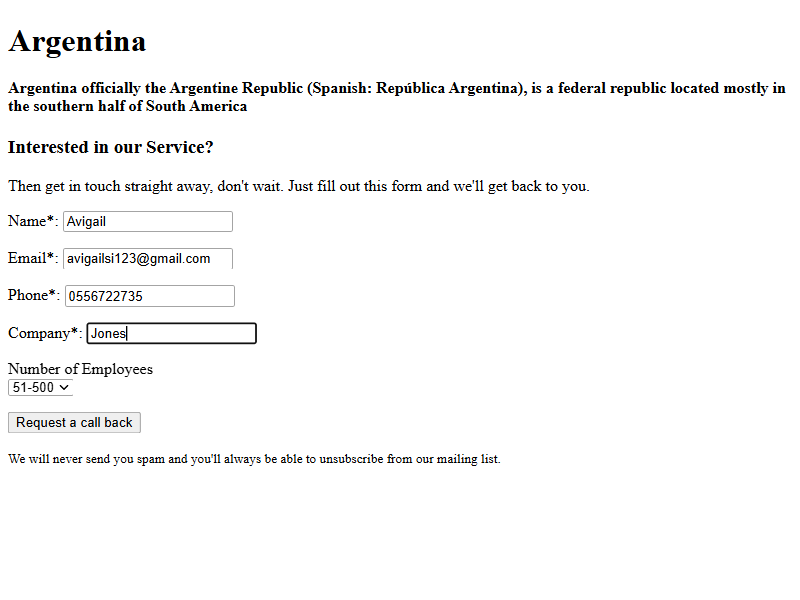 Argentina
Argentina officially the Argentine Republic (Spanish: República Argentina), is a federal republic located mostly in
the southern half of South America
Interested in our Service?
Then get in touch straight away, don't wait. Just fill out this form and we'll get back to you.
Name*: Avigail
Email*: avigailsi123@gmail.com
Phone*: 0556722735
Company*: Jones
Number of Employees
51-500
Request a call back
We will never send you spam and you'll always be able to unsubscribe from our mailing list.